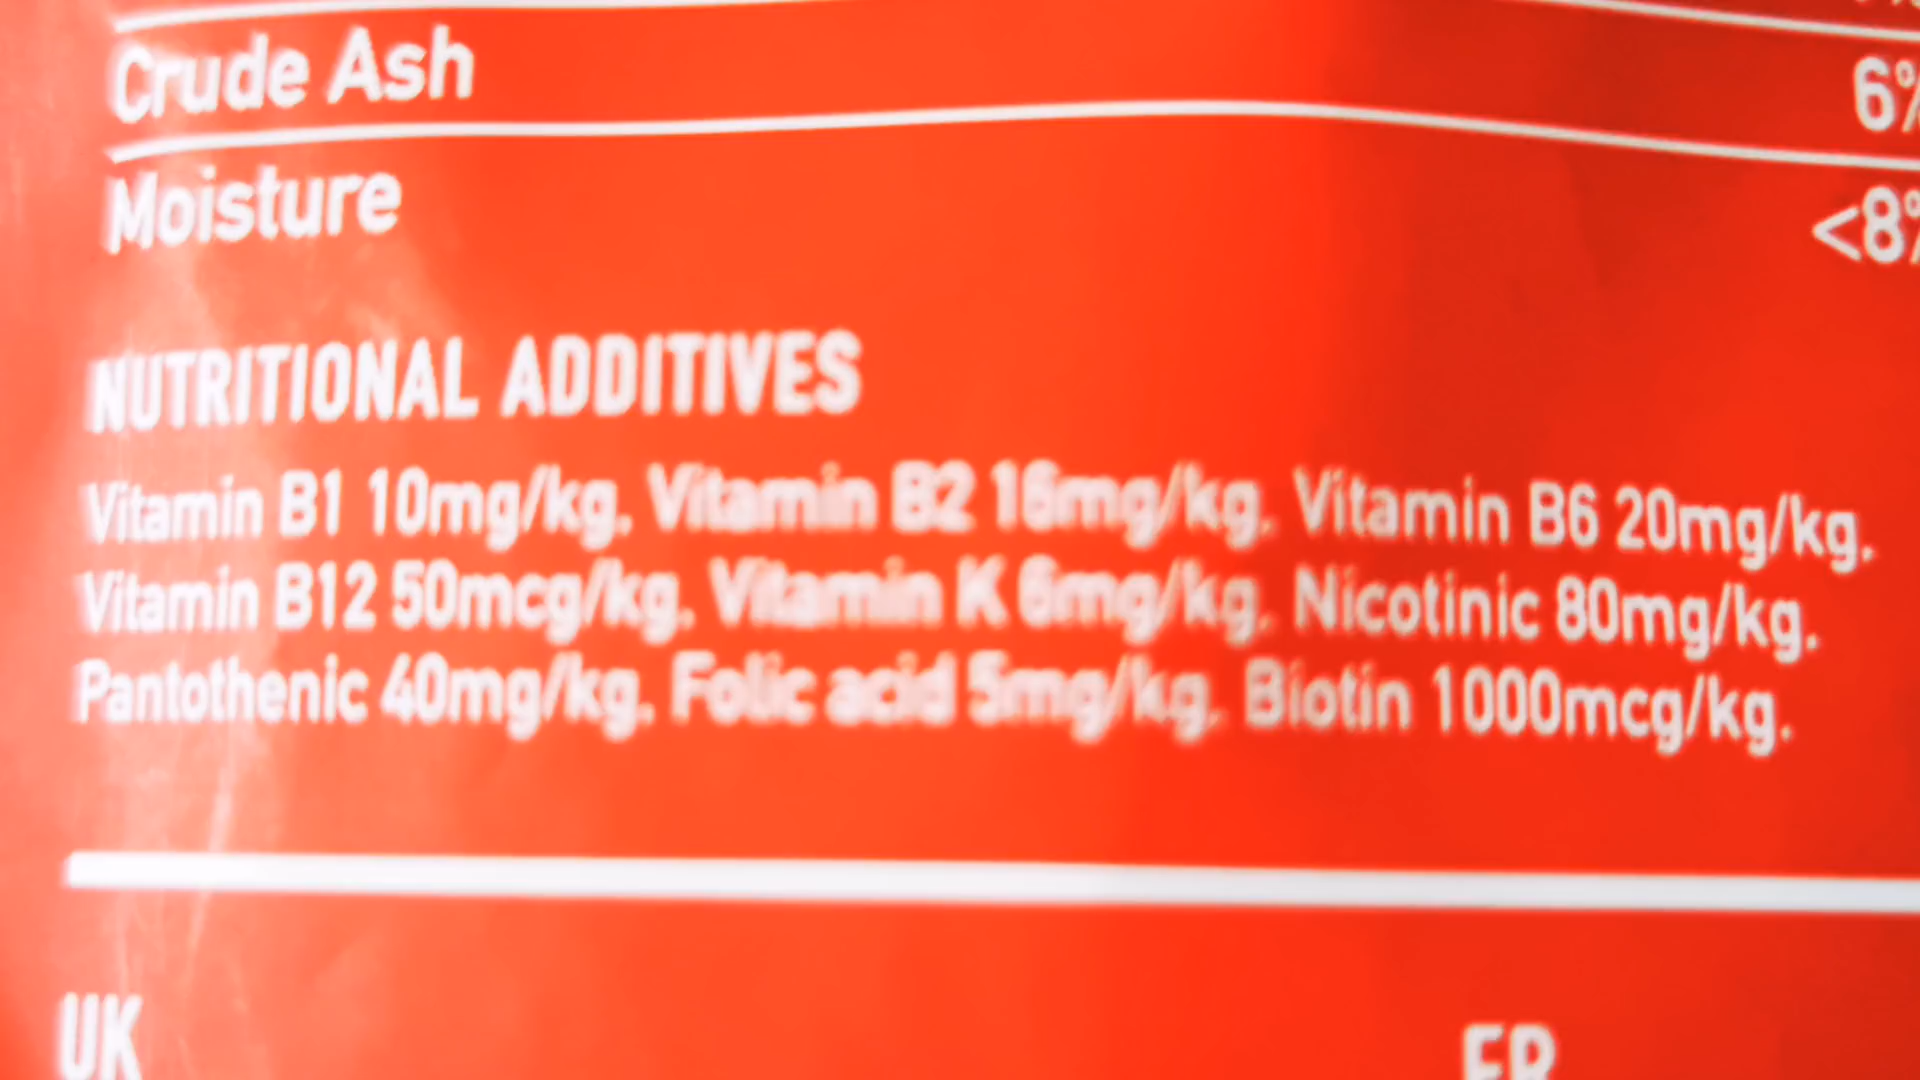 Crude Ash 6%
Moisture <8%
NUTRITIONAL ADDITIVES
Vitamin B1 10mg/kg, Vitamin B2 16mg/kg, Vitamin B6 20mg/kg,
Vitamin B12 50mcg/kg, Vitamin K 6mg/kg, Nicotinic 80mg/kg,
Pantothenic 40mg/kg, Folic acid 5mg/kg, Biotin 1000mcg/kg.
UK FR